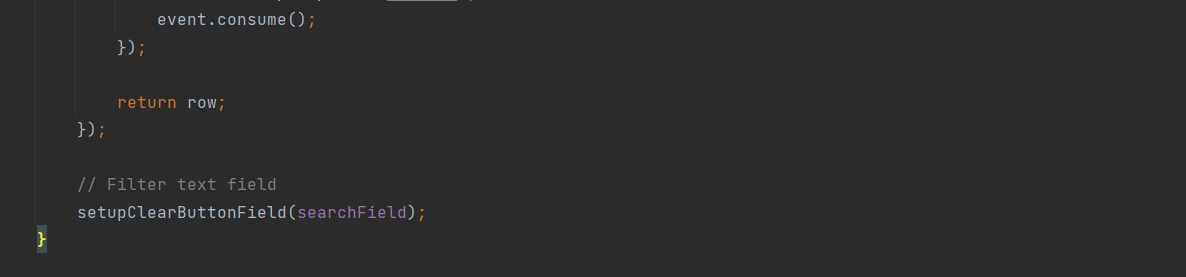 event.consume();
});
return row;
});
// Filter text field
setupClearButtonField(searchField);
}